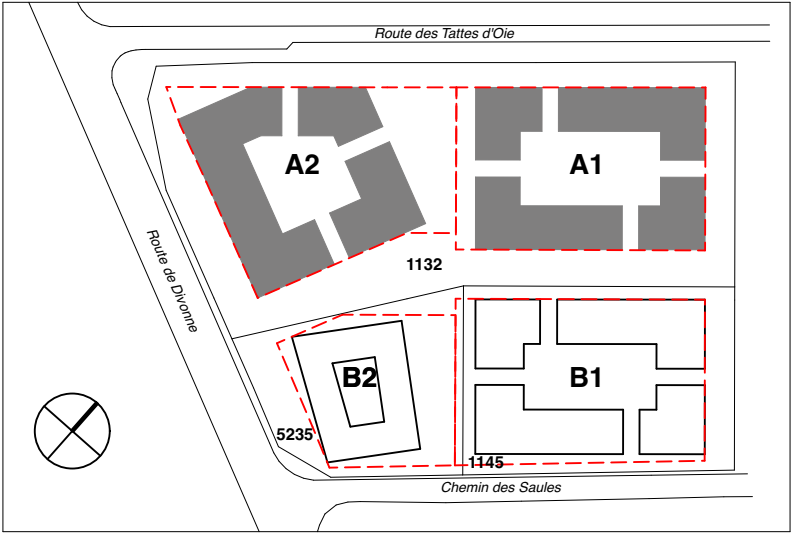 Route des Tattes d'Oie
A2
A1
Route de Divonne
1132
B2
B1
5235
1145
Chemin des Saules